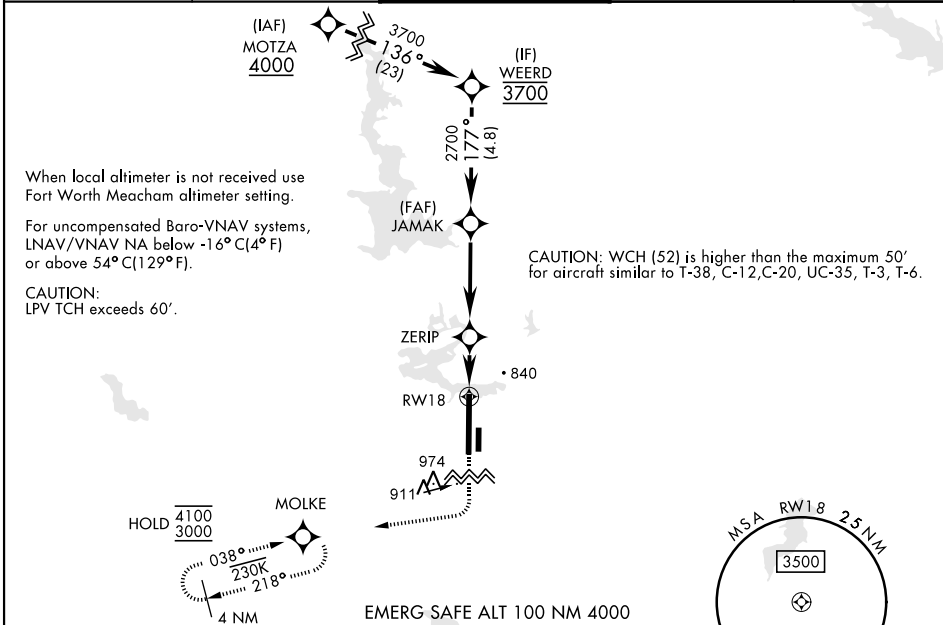 (IAF)
MOTZA
4000
3700
136°
(23)
(IF)
WEERD
3700
2700
177°
(4.8)
When local altimeter is not received use
Fort Worth Meacham altimeter setting.
For uncompensated Baro-VNAV systems,
LNAV/VNAV NA below -16°C(4°F)
or above 54°C(129°F).
CAUTION:
LPV TCH exceeds 60'.
(FAF)
JAMAK
CAUTION: WCH (52) is higher than the maximum 50'
for aircraft similar to T-38, C-12,C-20, UC-35, T-3, T-6.
ZERIP
840
RW18
974
911
MOLKE
HOLD 4100
3000
038°
230K
218°
4 NM
EMERG SAFE ALT 100 NM 4000
MSA RW18 25 NM
3500